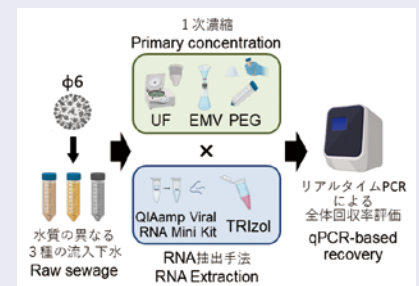 φ6
水質の異なる
3種の流入下水
Raw sewage
1次濃縮
Primary concentration
UF EMV PEG
×
QIAamp Viral
RNA Mini Kit
TRIzol
RNA抽出手法
RNA Extraction
リアルタイムPCR
による
全体回収率評価
qPCR-based
recovery